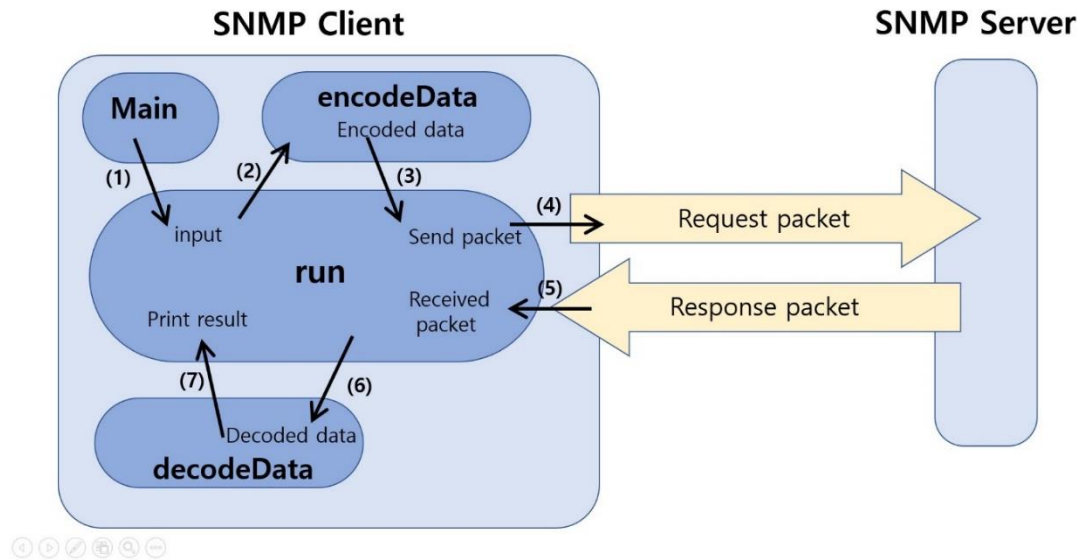 SNMP Client
SNMP Server
Main
encodeData
Encoded data
(1)
(2)
(3)
(4)
Request packet
input
Send packet
run
Received
packet
(5)
Response packet
Print result
(7)
(6)
Decoded data
decodeData